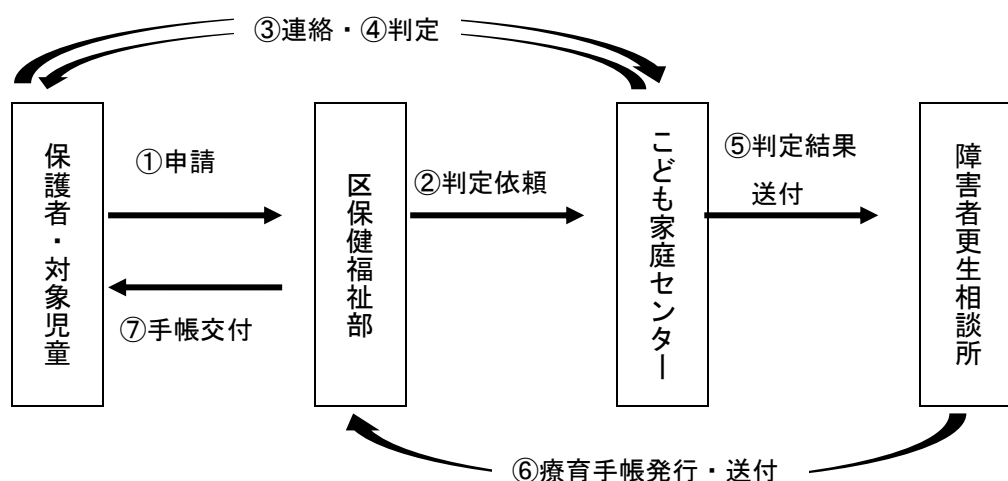 ③連絡・④判定
保護者・対象児童
①申請
⑦手帳交付
区保健福祉部
②判定依頼
こども家庭センター
⑤判定結果
送付
障害者更生相談所
⑥療育手帳発行・送付